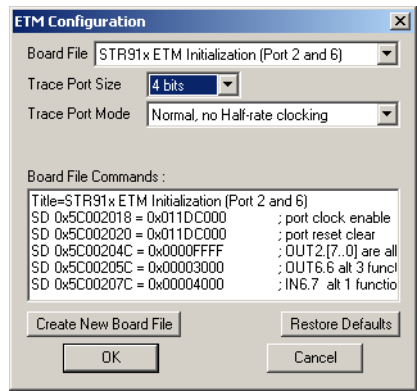 ETM Configuration
Board File STR91x ETM Initialization (Port 2 and 6)
Trace Port Size 4 bits
Trace Port Mode Normal, no Half-rate clocking
Board File Commands :
Title=STR91x ETM Initialization (Port 2 and 6)
SD 0x5C002018 = 0x011DC000 ; port clock enable
SD 0x5C002020 = 0x011DC000 ; port reset clear
SD 0x5C00204C = 0x0000FFFF ; OUT2.[7..0] are all
SD 0x5C00205C = 0x00003000 ; OUT6.6 alt 3 funct
SD 0x5C00207C = 0x00004000 ; IN6.7 alt 1 functio
Create New Board File Restore Defaults
OK Cancel